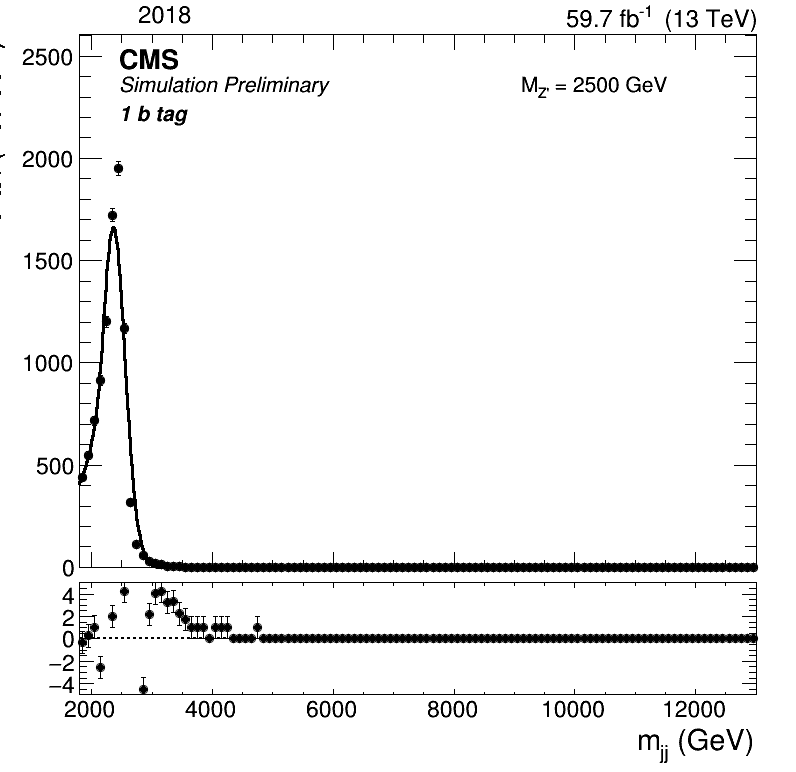 2018
59.7 fb⁻¹ (13 TeV)
CMS
Simulation Preliminary
M_Z' = 2500 GeV
1 b tag
2500
2000
1500
1000
500
0
4
2
0
−2
−4
2000 4000 6000 8000 10000 12000
m_jj (GeV)